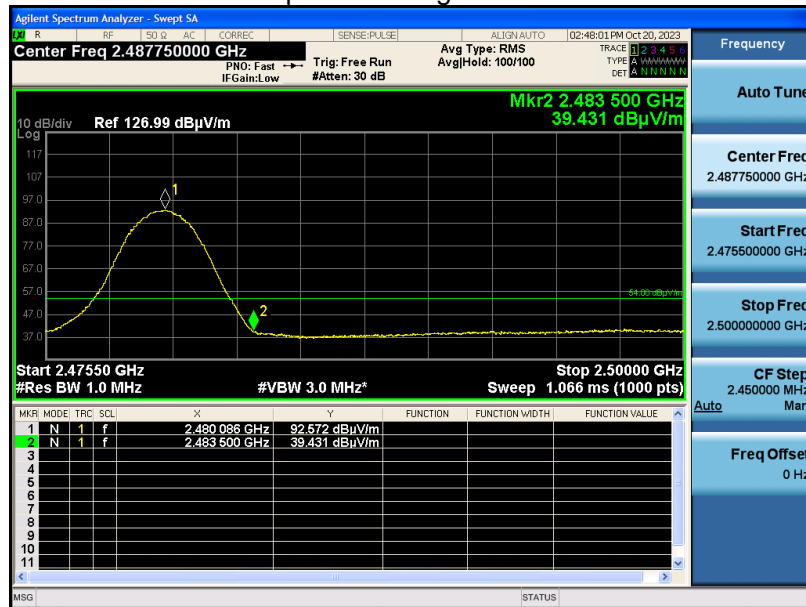 Agilent Spectrum Analyzer - Swept SA
LXI R RF 50 Ω AC CORREC SENSE:PULSE ALIGN AUTO 02:48:01 PM Oct 20, 2023
Center Freq 2.487750000 GHz
PNO: Fast
IFGain:Low
Trig: Free Run
#Atten: 30 dB
Avg Type: RMS
Avg|Hold: 100/100
TRACE 1 2 3 4 5 6
TYPE A WWWWW
DET A N N N N N
Mkr2 2.483 500 GHz
39.431 dBµV/m
10 dB/div Ref 126.99 dBµV/m
Log
117
107
97.0
87.0
77.0
67.0
57.0
47.0
37.0
1
2
54.00 dBµV/m
Start 2.47550 GHz Stop 2.50000 GHz
#Res BW 1.0 MHz #VBW 3.0 MHz* Sweep 1.066 ms (1000 pts)
MKR MODE TRC SCL X Y FUNCTION FUNCTION WIDTH FUNCTION VALUE
1 N 1 f 2.480 086 GHz 92.572 dBµV/m
2 N 1 f 2.483 500 GHz 39.431 dBµV/m
3
4
5
6
7
8
9
10
11
MSG STATUS
Frequency
Auto Tune
Center Freq
2.487750000 GHz
Start Freq
2.475500000 GHz
Stop Freq
2.500000000 GHz
CF Step
2.450000 MHz
Auto Man
Freq Offset
0 Hz